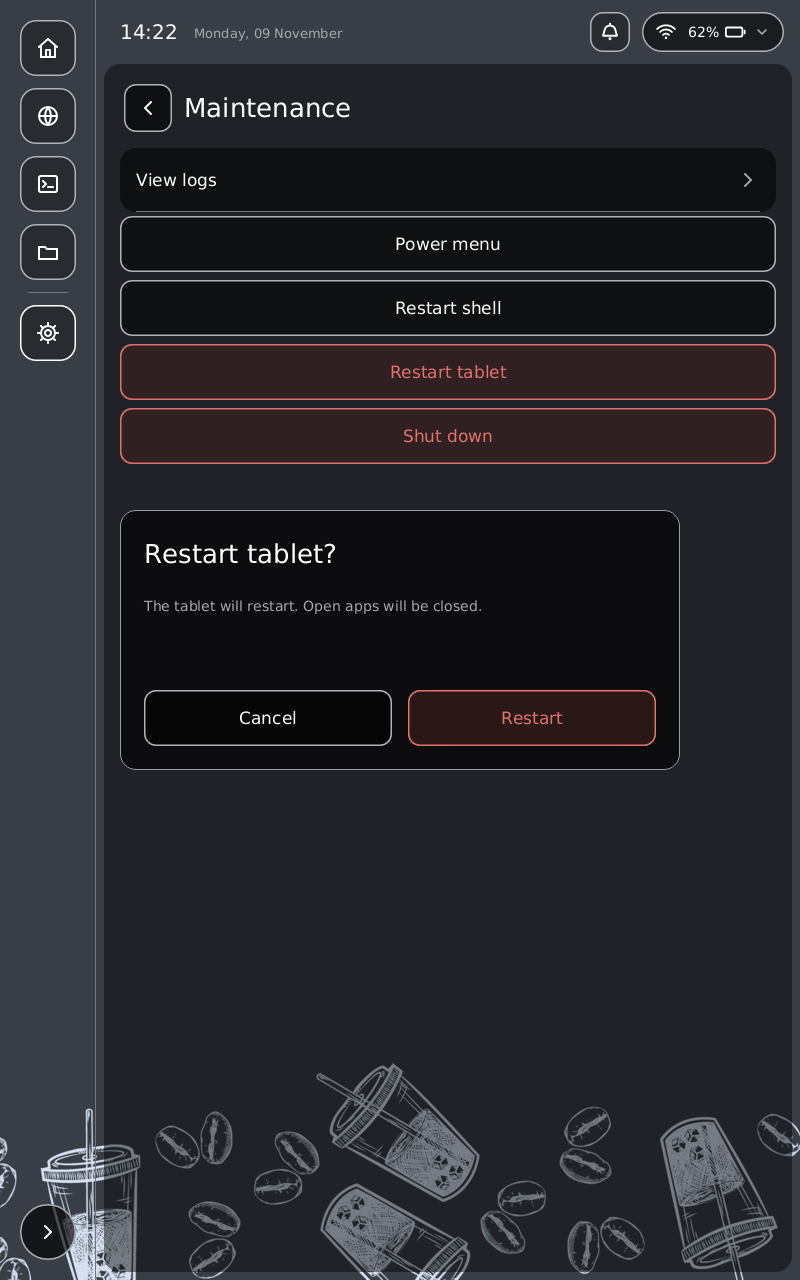 14:22 Monday, 09 November
62%
Maintenance
View logs
Power menu
Restart shell
Restart tablet
Shut down
Restart tablet?
The tablet will restart. Open apps will be closed.
Cancel Restart